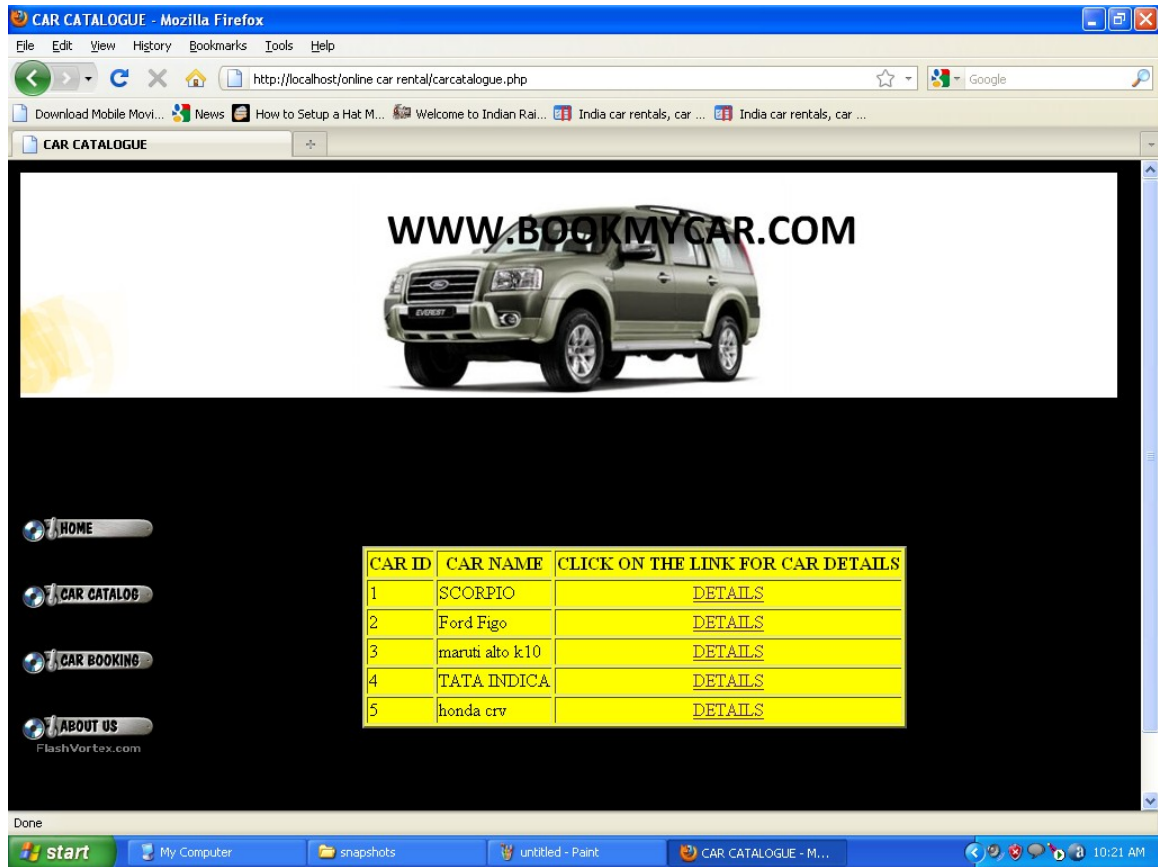 CAR CATALOGUE - Mozilla Firefox
File Edit View History Bookmarks Tools Help
http://localhost/online car rental/carcatalogue.php Google
Download Mobile Movi... News How to Setup a Hat M... Welcome to Indian Rai... India car rentals, car ... India car rentals, car ...
CAR CATALOGUE
WWW.BOOKMYCAR.COM
Ford
EVEREST
HOME
CAR CATALOG
CAR BOOKING
ABOUT US
FlashVortex.com
CAR ID CAR NAME CLICK ON THE LINK FOR CAR DETAILS
1 SCORPIO DETAILS
2 Ford Figo DETAILS
3 maruti alto k10 DETAILS
4 TATA INDICA DETAILS
5 honda crv DETAILS
Done
start My Computer snapshots untitled - Paint CAR CATALOGUE - M... 10:21 AM